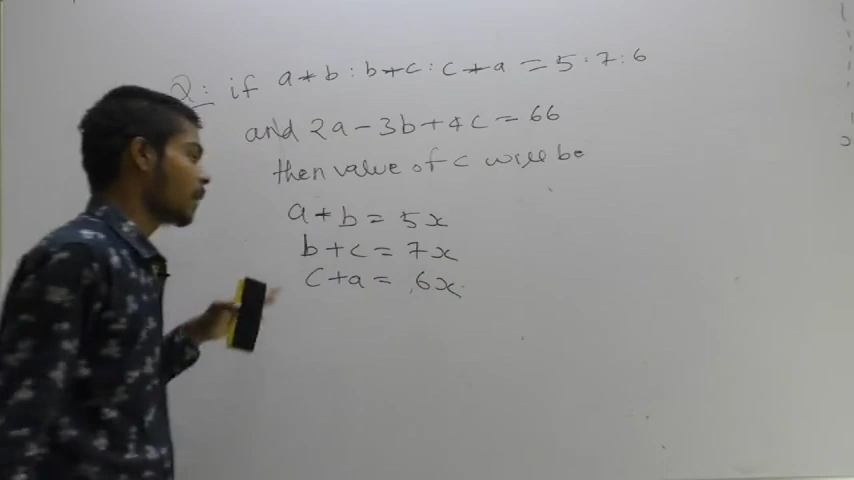 Q: if a+b : b+c : c+a = 5 : 7 : 6
and 2a - 3b + 4c = 66
then value of c will be
a + b = 5x
b + c = 7x
c + a = 6x